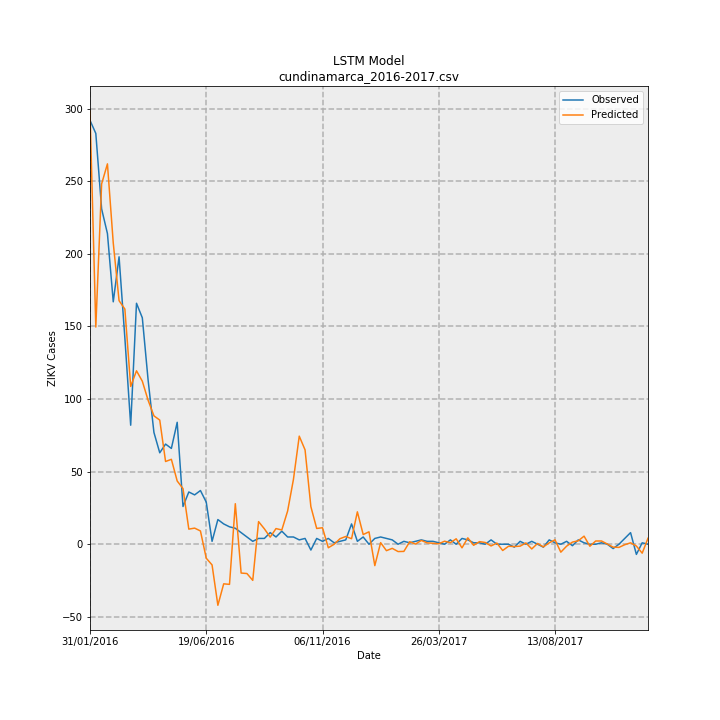 LSTM Model
cundinamarca_2016-2017.csv
Observed
Predicted
300
250
200
150
100
50
0
−50
ZIKV Cases
31/01/2016
19/06/2016
06/11/2016
26/03/2017
13/08/2017
Date